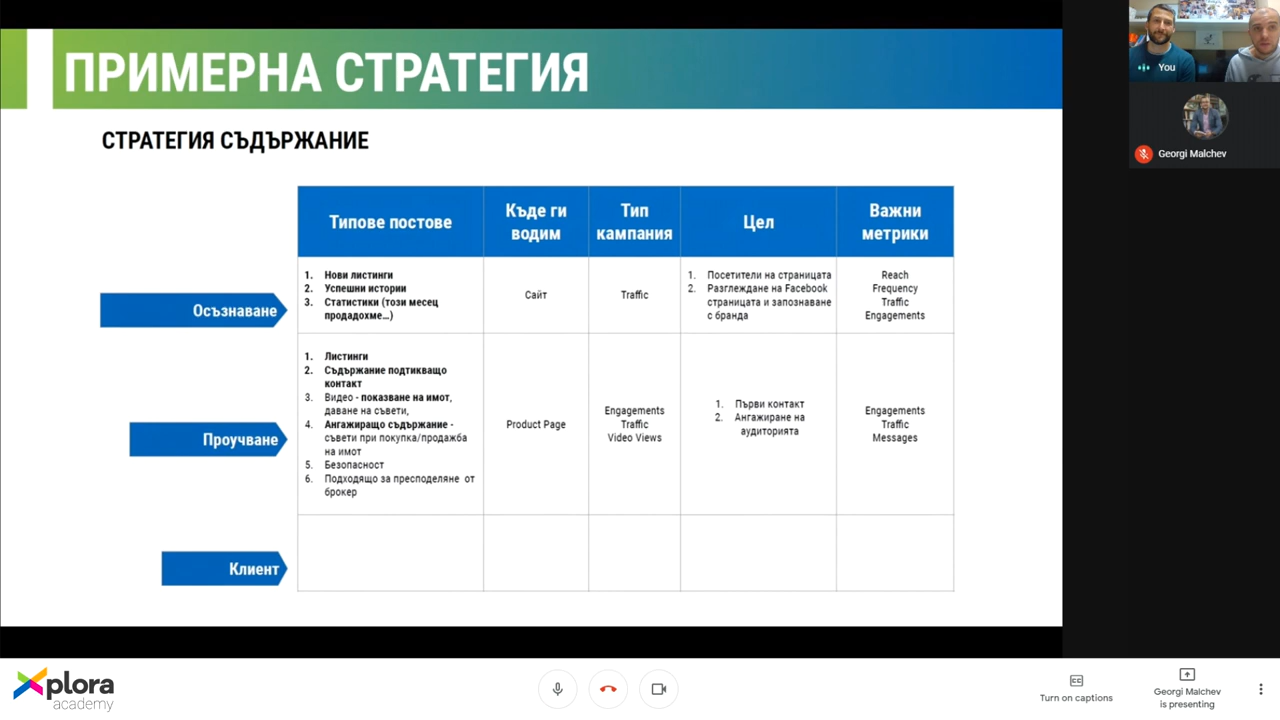 ПРИМЕРНА СТРАТЕГИЯ
СТРАТЕГИЯ СЪДЪРЖАНИЕ
Типове постове
Къде ги
водим
Тип
кампания
Цел
Важни
метрики
Осъзнаване
1. Нови листинги
2. Успешни истории
3. Статистики (този месец
продадохме...)
Сайт
Traffic
1. Посетители на страницата
2. Разглеждане на Facebook
страницата и запознаване
с бранда
Reach
Frequency
Traffic
Engagements
Проучване
1. Листинги
2. Съдържание подтикващо
контакт
3. Видео - показване на имот,
даване на съвети,
4. Ангажиращо съдържание -
съвети при покупка/продажба
на имот
5. Безопасност
6. Подходящо за пресподеляне от
брокер
Product Page
Engagements
Traffic
Video Views
1. Първи контакт
2. Ангажиране на
аудиторията
Engagements
Traffic
Messages
Клиент
You
Georgi Malchev
Xplora
academy
Turn on captions
Georgi Malchev
is presenting